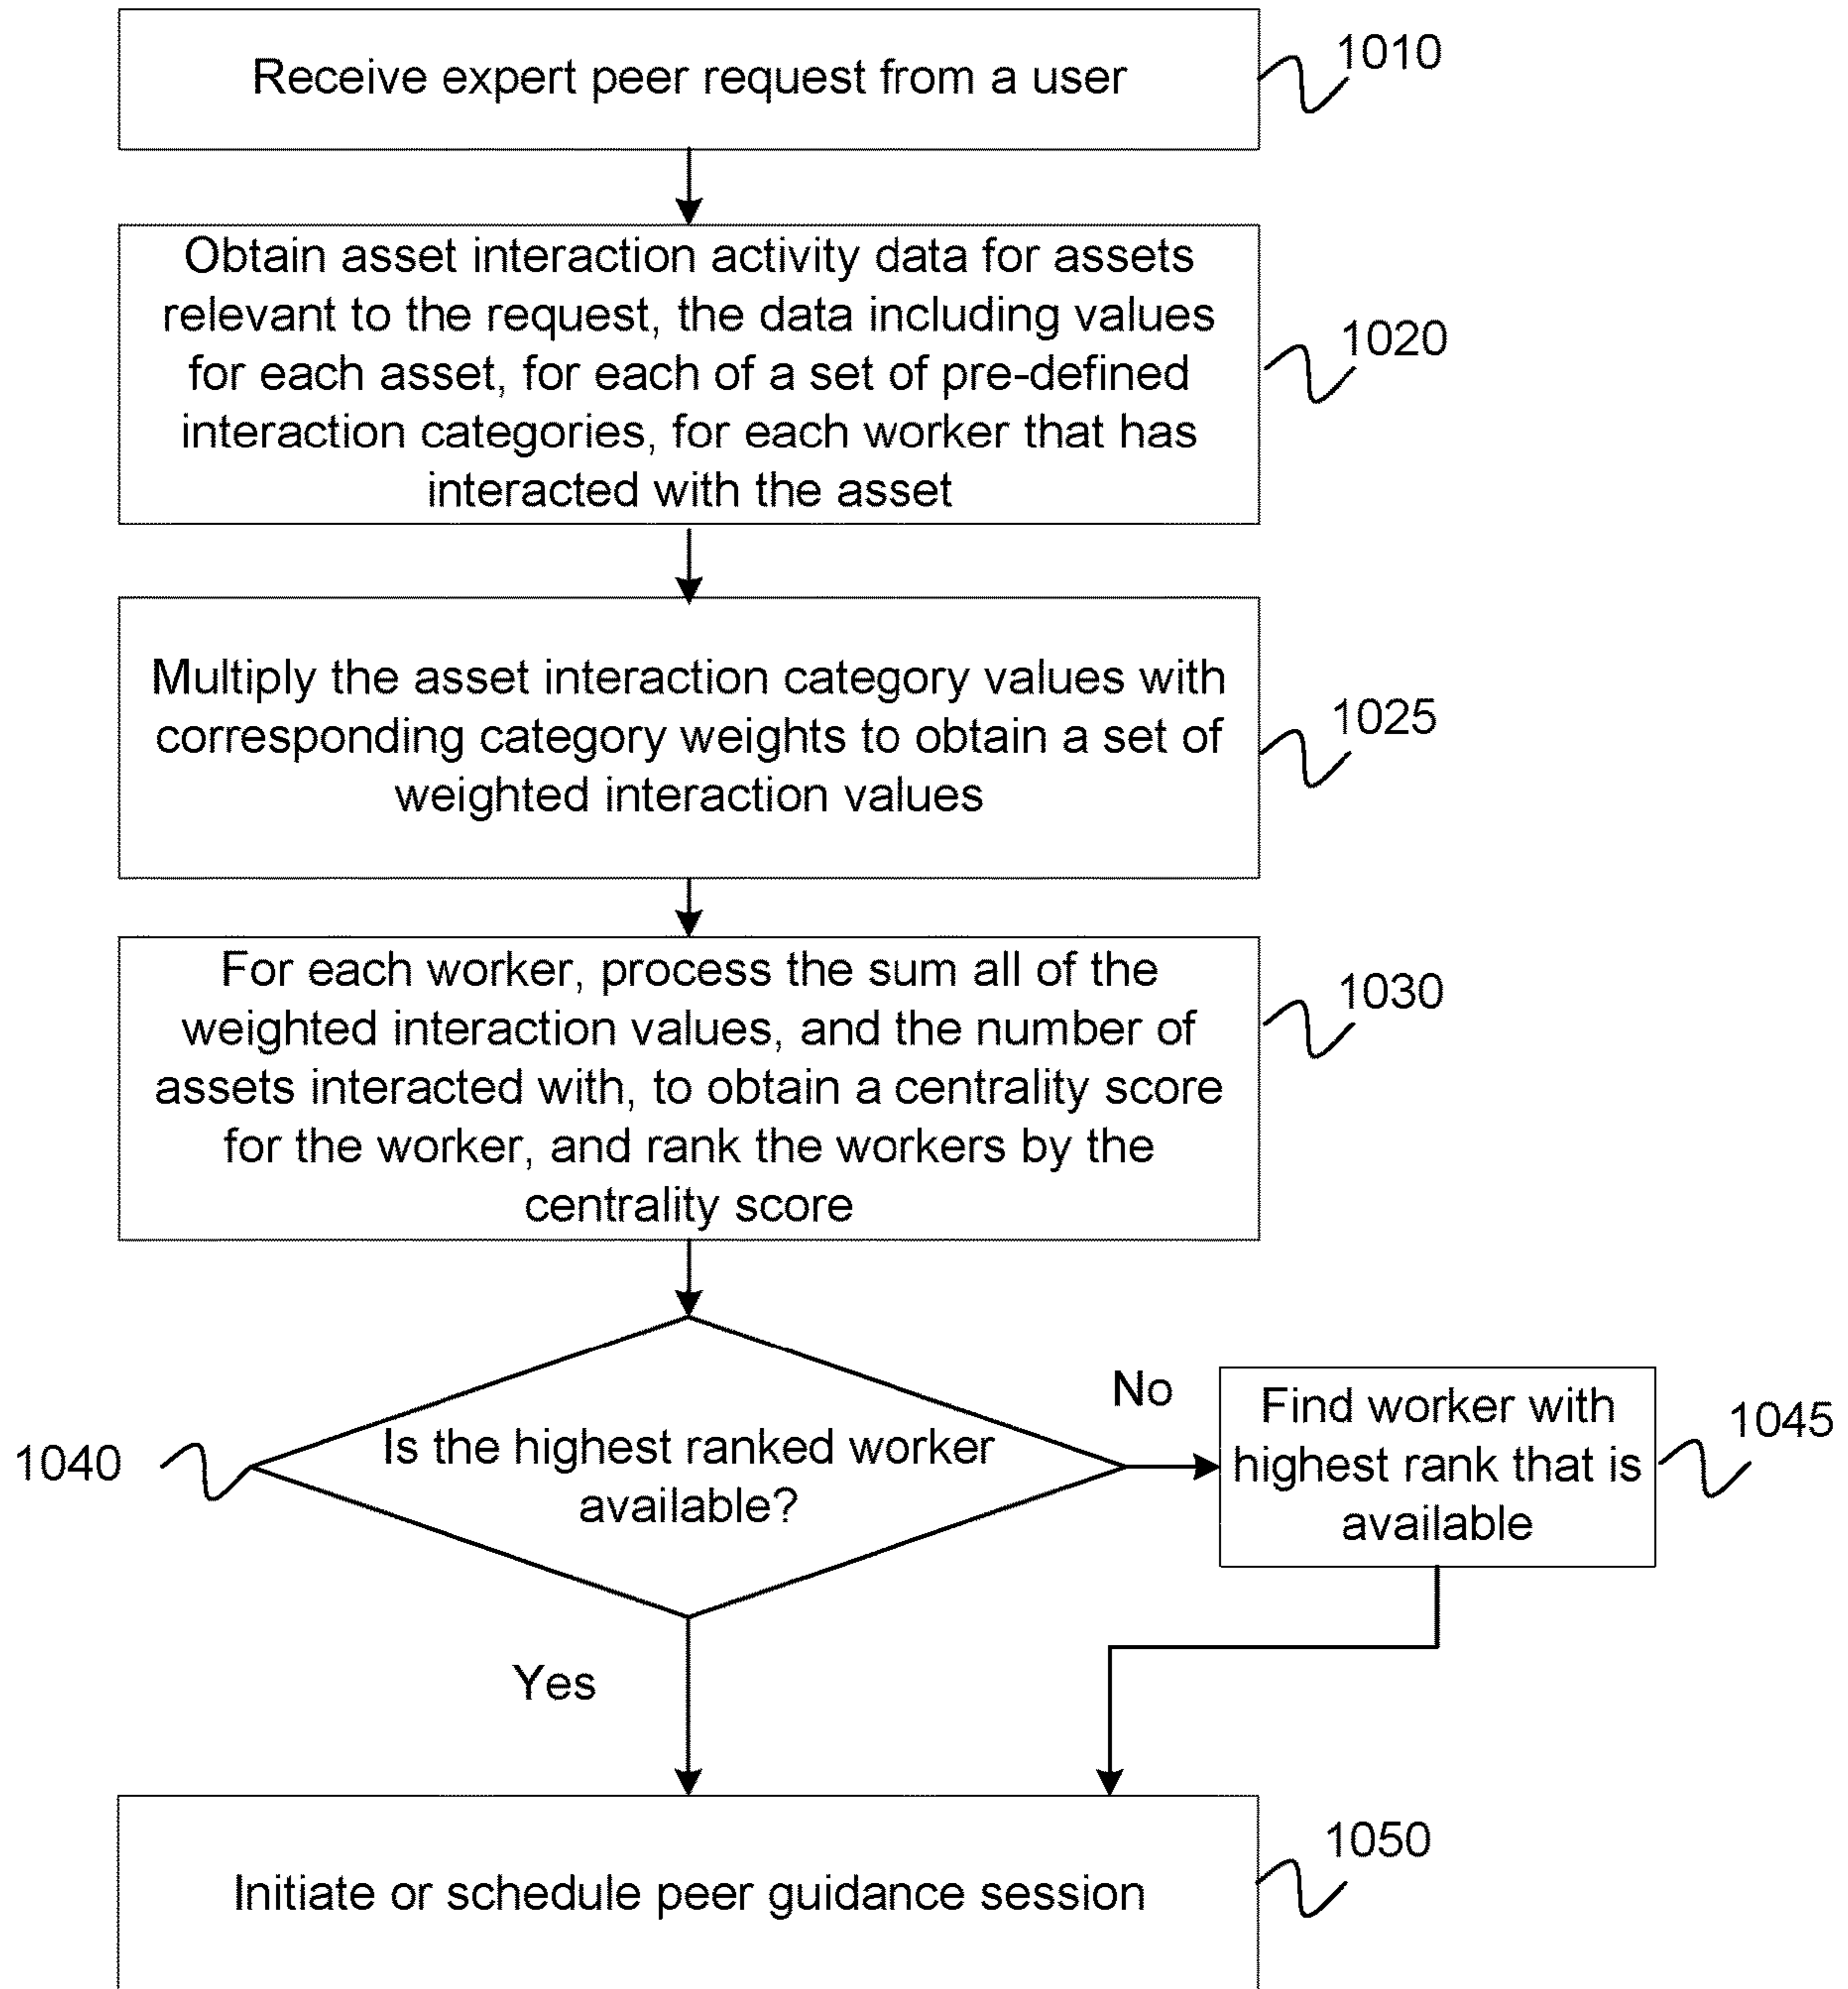 Receive expert peer request from a user
1010
Obtain asset interaction activity data for assets
relevant to the request, the data including values
for each asset, for each of a set of pre-defined
interaction categories, for each worker that has
interacted with the asset
1020
Multiply the asset interaction category values with
corresponding category weights to obtain a set of
weighted interaction values
1025
For each worker, process the sum all of the
weighted interaction values, and the number of
assets interacted with, to obtain a centrality score
for the worker, and rank the workers by the
centrality score
1030
1040
Is the highest ranked worker
available?
No
Find worker with
highest rank that is
available
1045
Yes
Initiate or schedule peer guidance session
1050